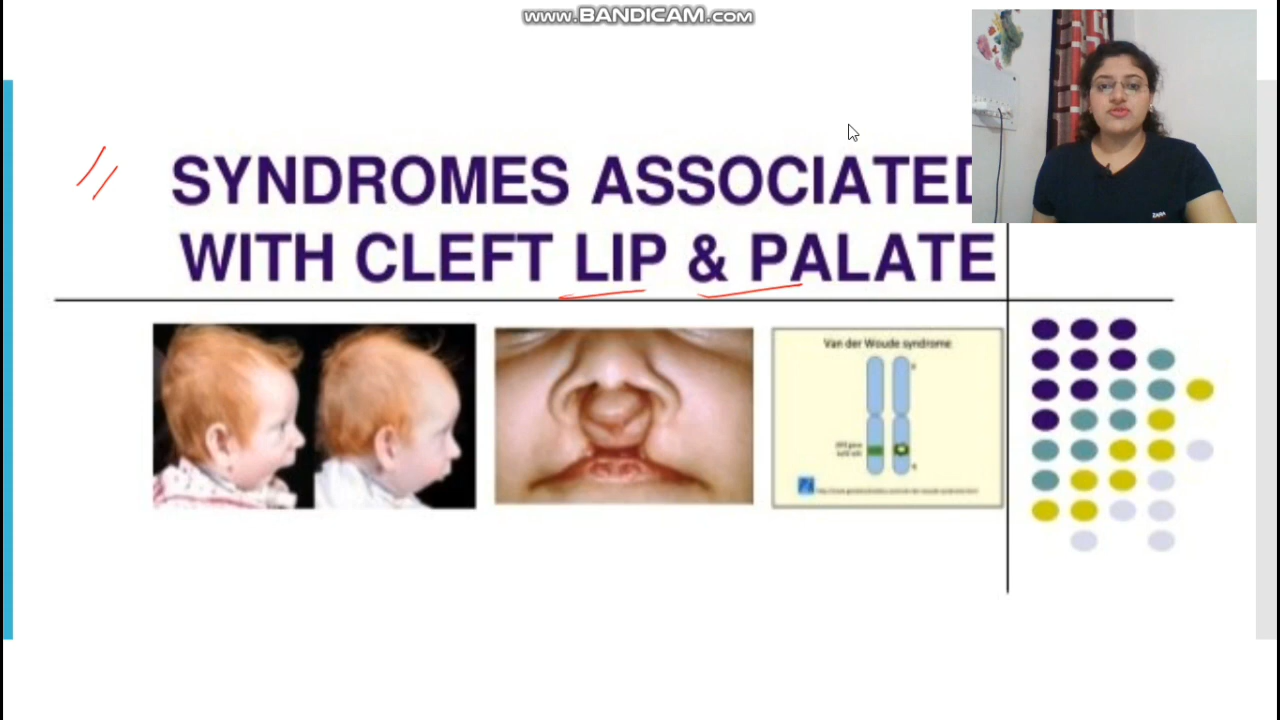 WWW.BANDICAM.COM
SYNDROMES ASSOCIATED
WITH CLEFT LIP & PALATE
Van der Woude syndrome